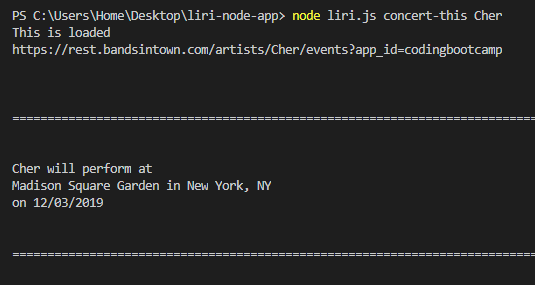 PS C:\Users\Home\Desktop\liri-node-app> node liri.js concert-this Cher
This is loaded
https://rest.bandsintown.com/artists/Cher/events?app_id=codingbootcamp
===========================================================================
Cher will perform at
Madison Square Garden in New York, NY
on 12/03/2019
===========================================================================